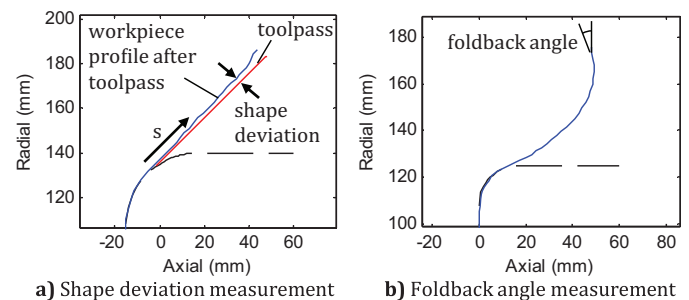 200
180
160
140
120
Radial (mm)
-20 0 20 40 60
Axial (mm)
workpiece
profile after
toolpass
toolpass
s
shape
deviation
a) Shape deviation measurement
180
160
140
120
100
Radial (mm)
-20 0 20 40 60 80
Axial (mm)
foldback angle
b) Foldback angle measurement